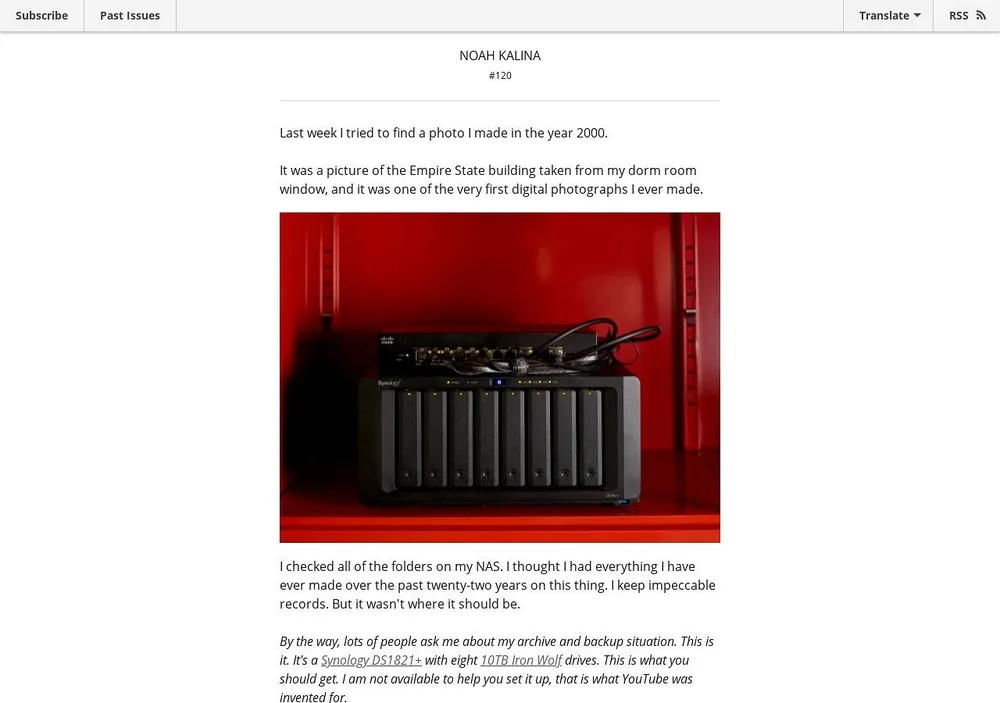 Subscribe
Past Issues
Translate
RSS
NOAH KALINA
#120
Last week I tried to find a photo I made in the year 2000.
It was a picture of the Empire State building taken from my dorm room
window, and it was one of the very first digital photographs I ever made.
CISCO
Synology
I checked all of the folders on my NAS. I thought I had everything I have
ever made over the past twenty-two years on this thing. I keep impeccable
records. But it wasn't where it should be.
By the way, lots of people ask me about my archive and backup situation. This is
it. It's a Synology DS1821+ with eight 10TB Iron Wolf drives. This is what you
should get. I am not available to help you set it up, that is what YouTube was
invented for.